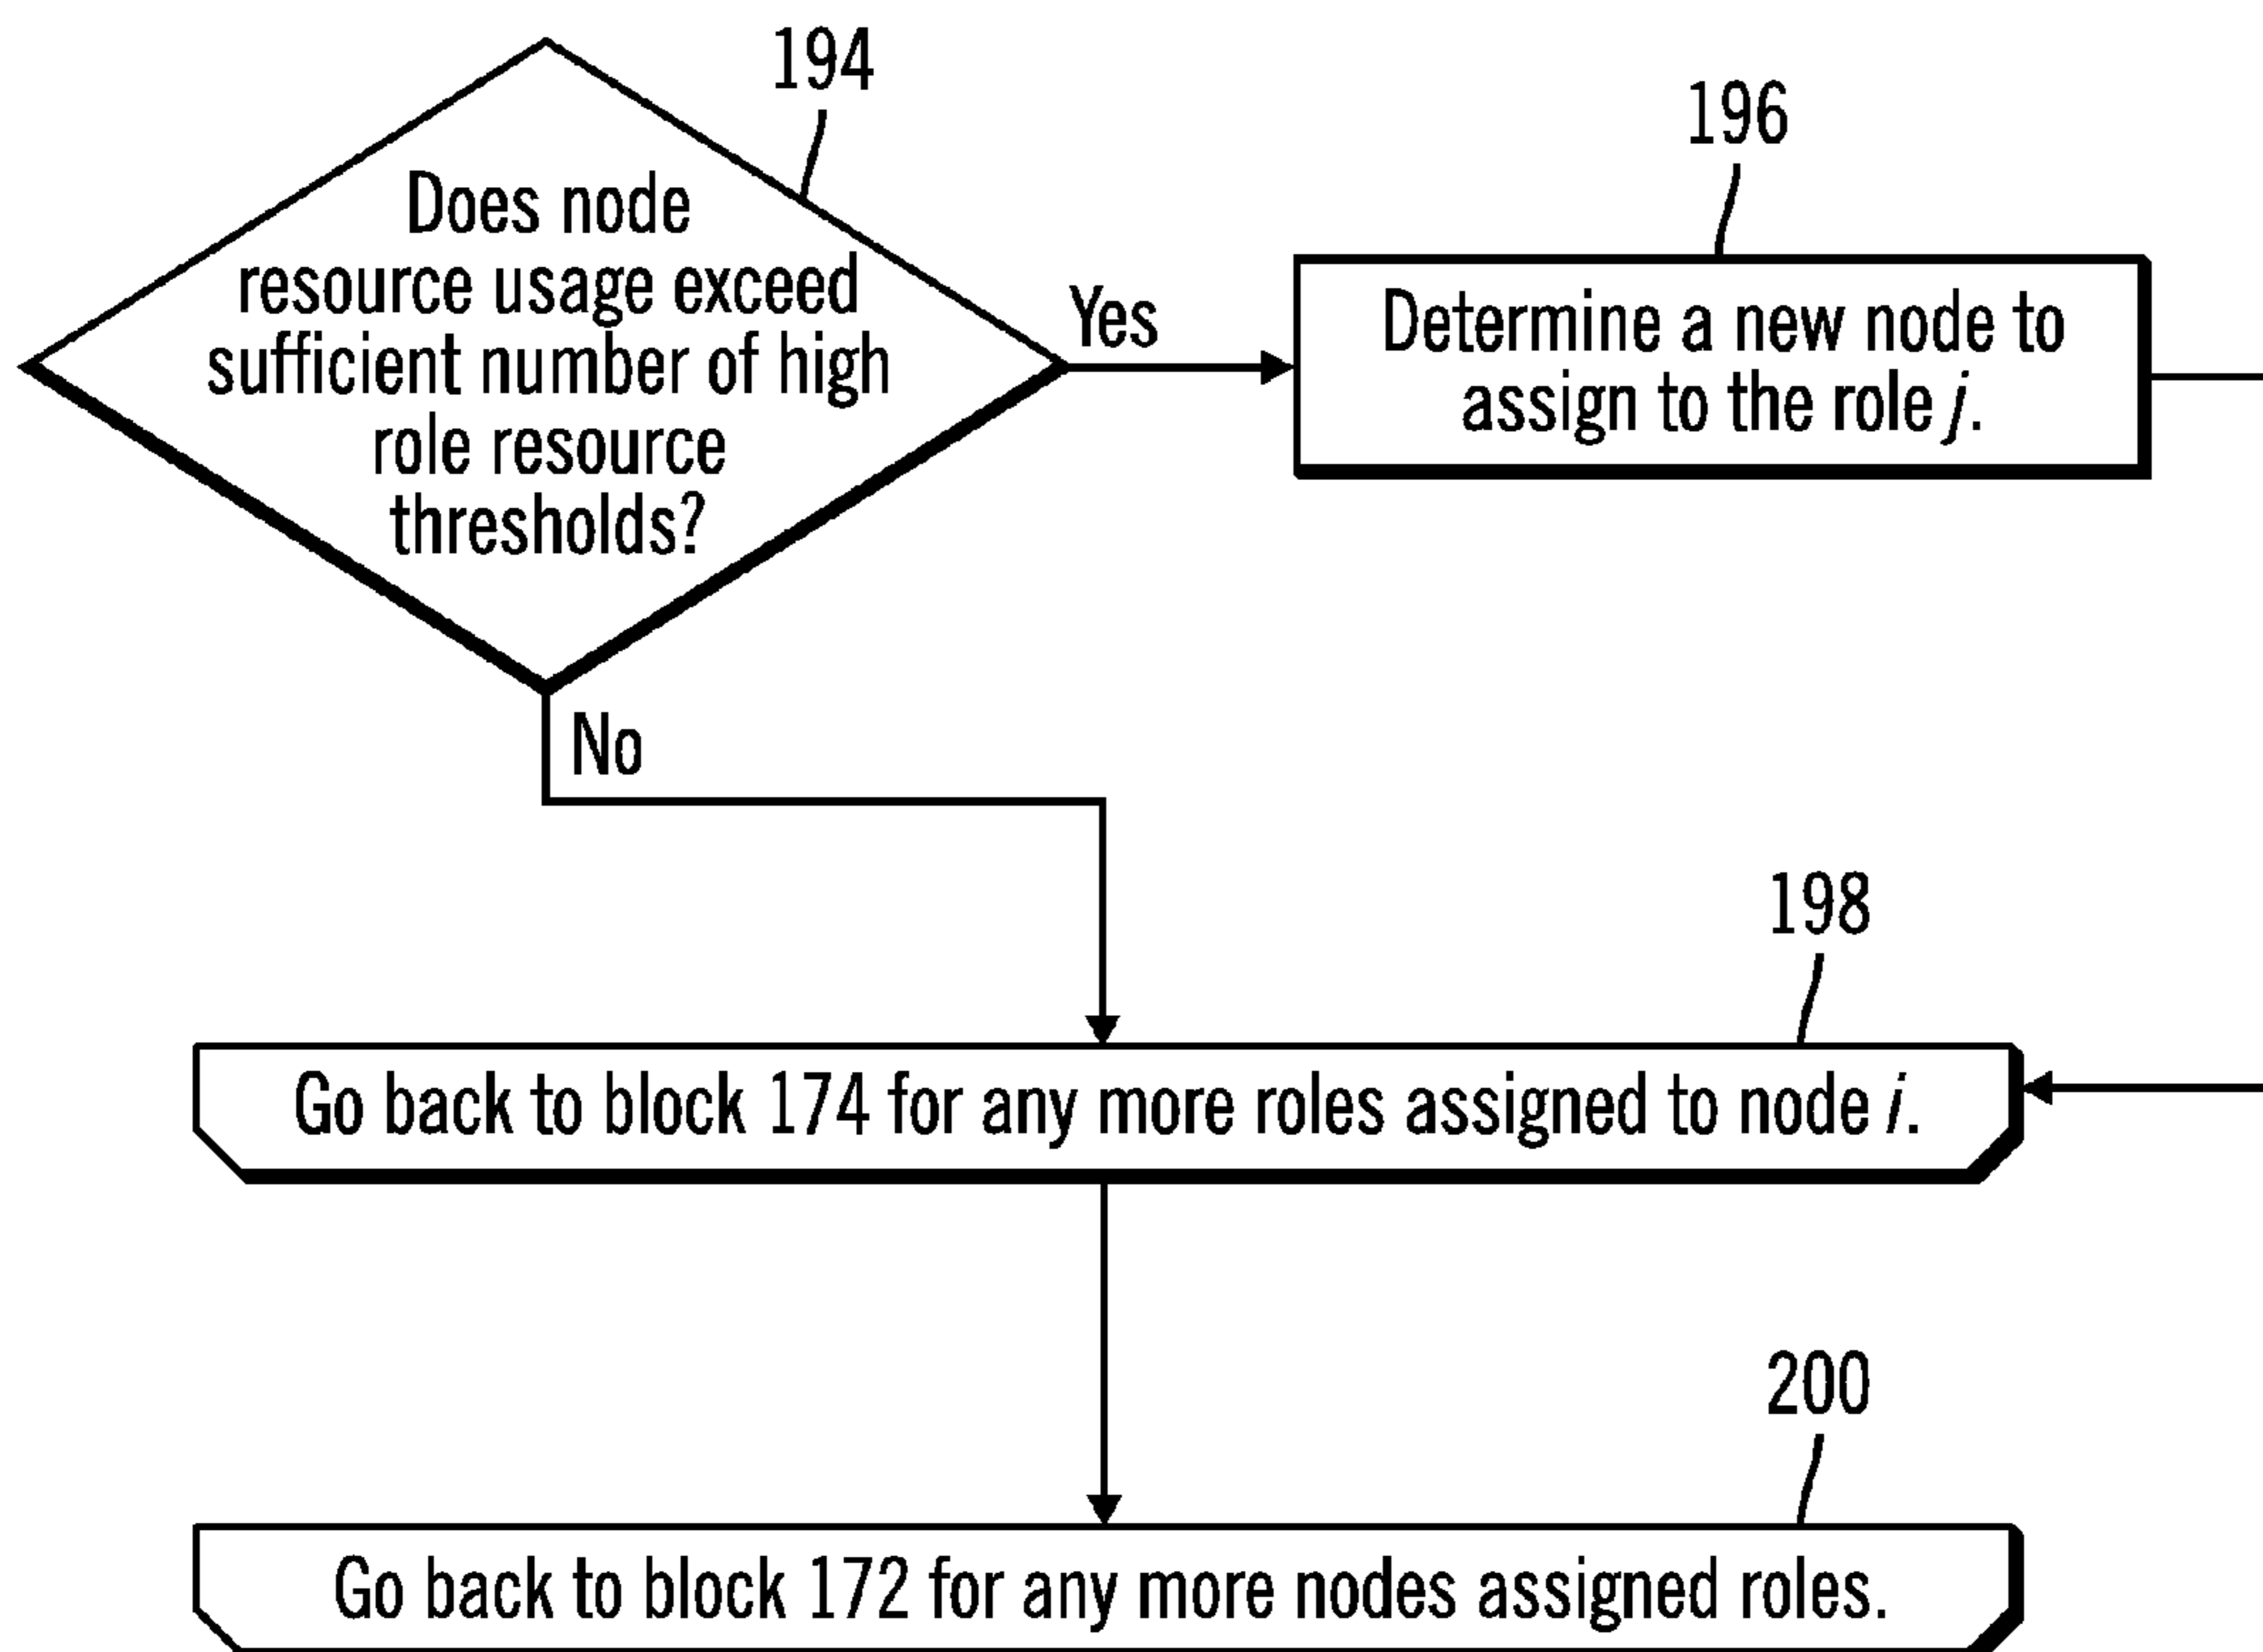 194
Does node
resource usage exceed
sufficient number of high
role resource
thresholds?
Yes
196
Determine a new node to
assign to the role j.
No
198
Go back to block 174 for any more roles assigned to node i.
200
Go back to block 172 for any more nodes assigned roles.